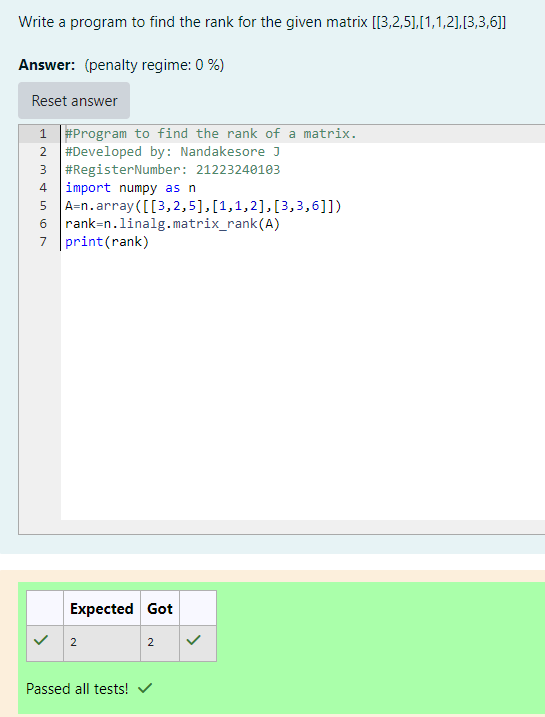 Write a program to find the rank for the given matrix [[3,2,5],[1,1,2],[3,3,6]]
Answer: (penalty regime: 0 %)
Reset answer
1 #Program to find the rank of a matrix.
2 #Developed by: Nandakesore J
3 #RegisterNumber: 21223240103
4 import numpy as n
5 A=n.array([[3,2,5],[1,1,2],[3,3,6]])
6 rank=n.linalg.matrix_rank(A)
7 print(rank)
Expected Got
2 2
Passed all tests!